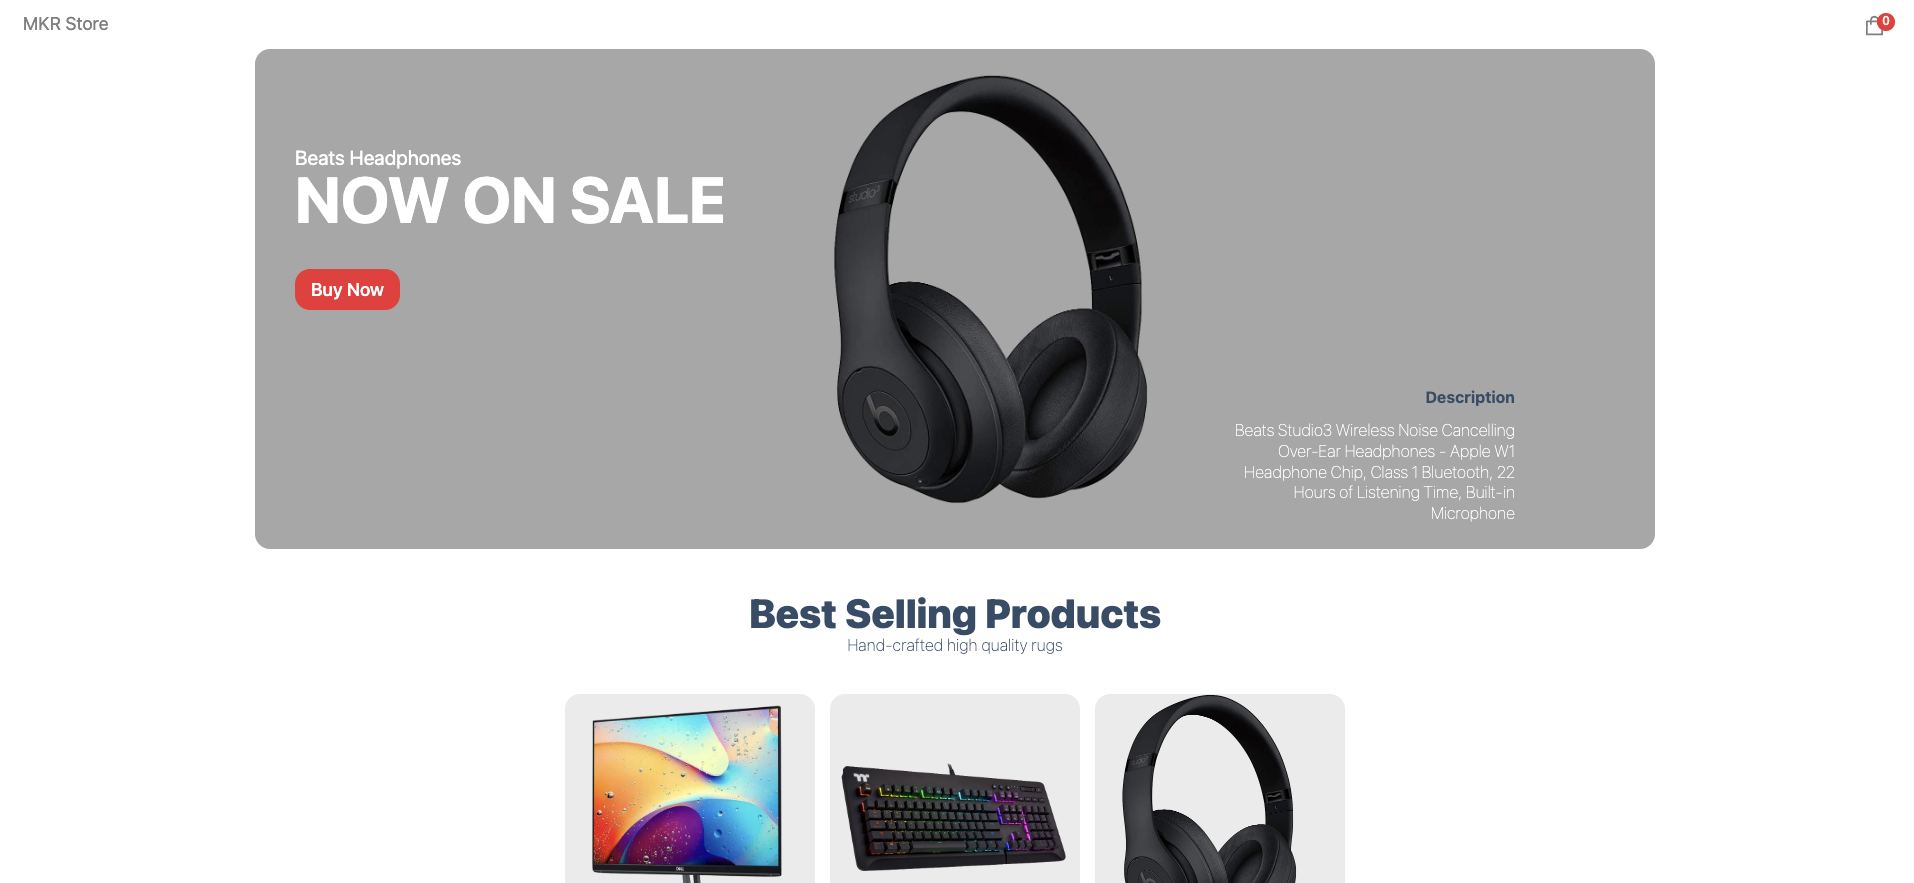 MKR Store
0
Beats Headphones
NOW ON SALE
Buy Now
studio3
Description
Beats Studio3 Wireless Noise Cancelling
Over-Ear Headphones - Apple W1
Headphone Chip, Class 1 Bluetooth, 22
Hours of Listening Time, Built-in
Microphone
Best Selling Products
Hand-crafted high quality rugs
DELL